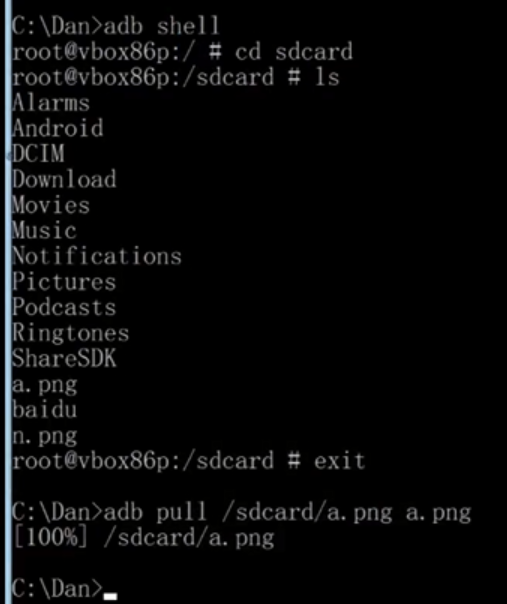 C:\Dan>adb shell
root@vbox86p:/ # cd sdcard
root@vbox86p:/sdcard # ls
Alarms
Android
DCIM
Download
Movies
Music
Notifications
Pictures
Podcasts
Ringtones
ShareSDK
a.png
baidu
n.png
root@vbox86p:/sdcard # exit
C:\Dan>adb pull /sdcard/a.png a.png
[100%] /sdcard/a.png
C:\Dan>